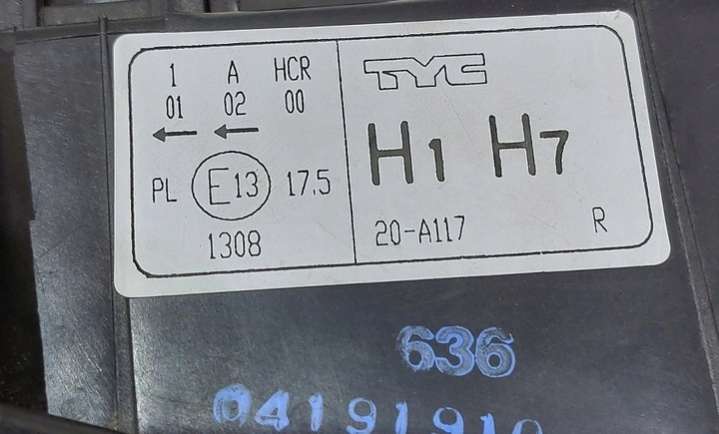 1 A HCR
01 02 00
← ←
PL E13 17.5
1308
TYC
H1 H7
20-A117 R
636